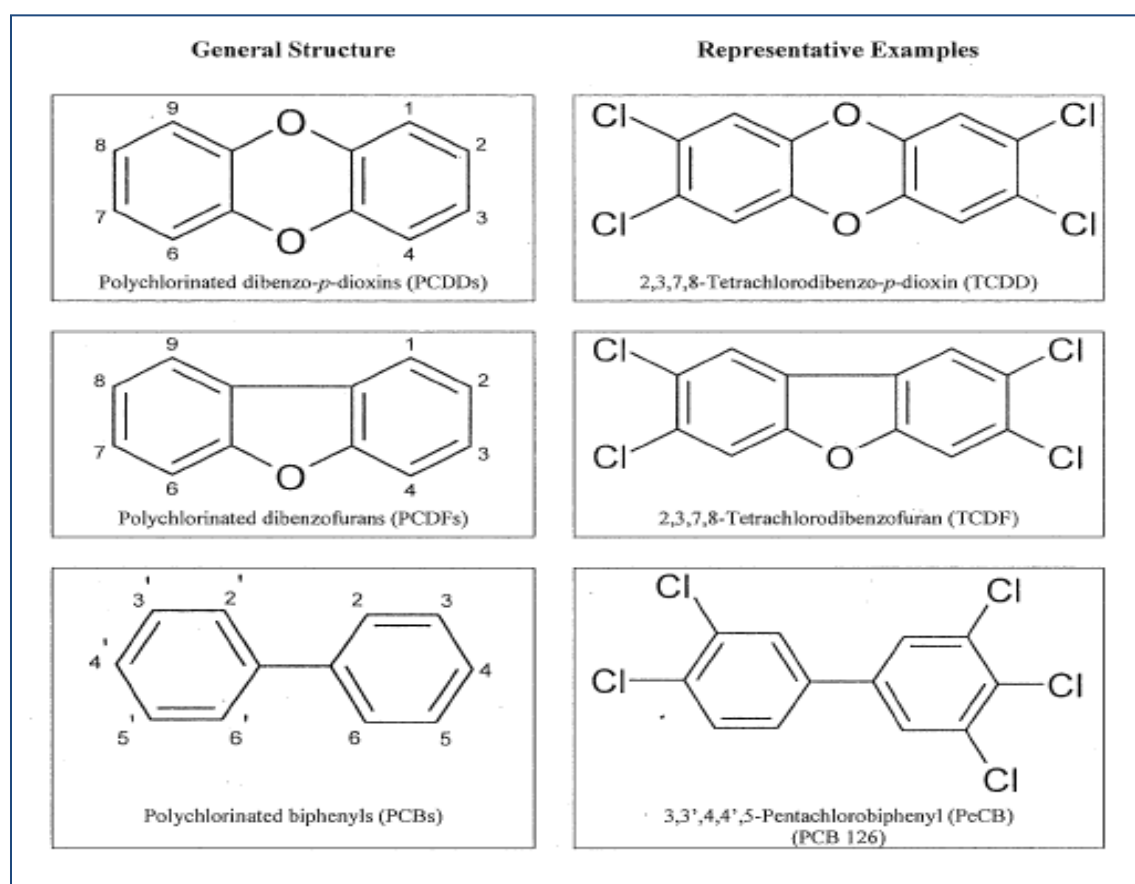 General Structure
Representative Examples
9
1
O
8
2
7
3
O
6
4
Polychlorinated dibenzo-p-dioxins (PCDDs)
Cl
O
Cl
Cl
O
Cl
2,3,7,8-Tetrachlorodibenzo-p-dioxin (TCDD)
9
1
8
2
7
3
O
6
4
Polychlorinated dibenzofurans (PCDFs)
Cl
Cl
Cl
O
Cl
2,3,7,8-Tetrachlorodibenzofuran (TCDF)
3'
2'
2
3
4'
4
5'
6'
6
5
Polychlorinated biphenyls (PCBs)
Cl
Cl
Cl
Cl
Cl
3,3',4,4',5-Pentachlorobiphenyl (PeCB)
(PCB 126)